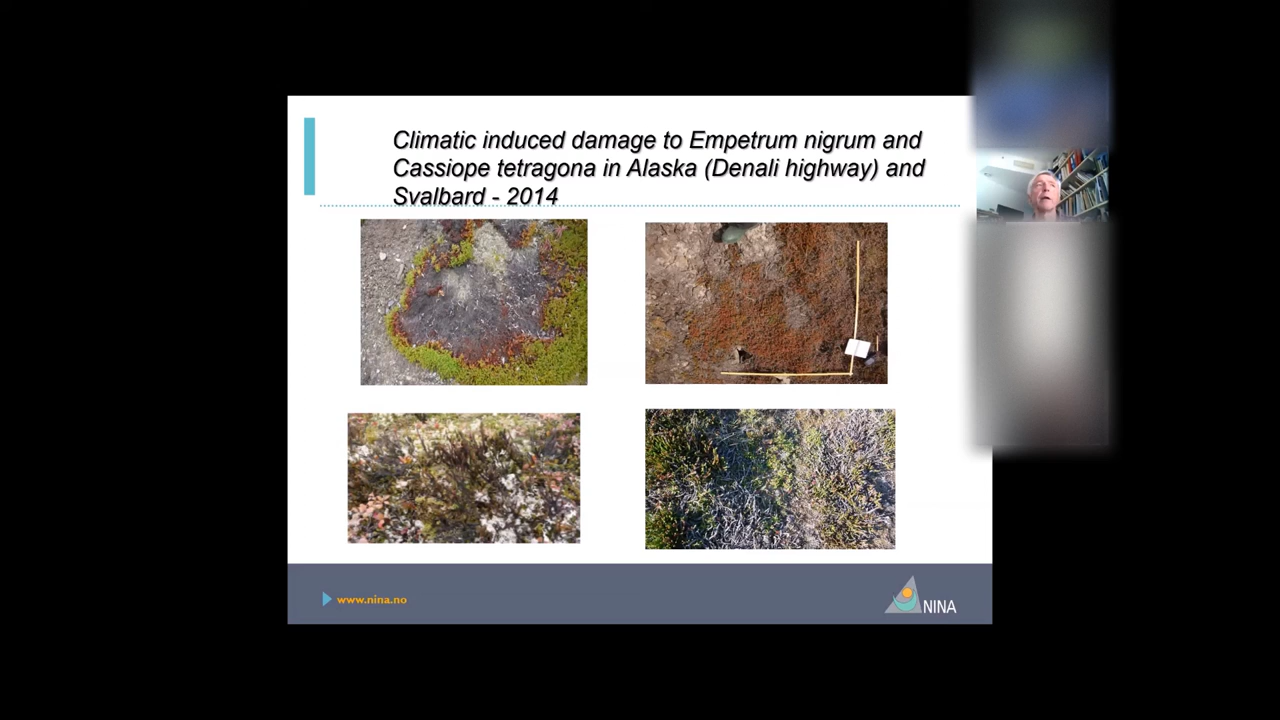 Climatic induced damage to Empetrum nigrum and
Cassiope tetragona in Alaska (Denali highway) and
Svalbard - 2014
www.nina.no
NINA